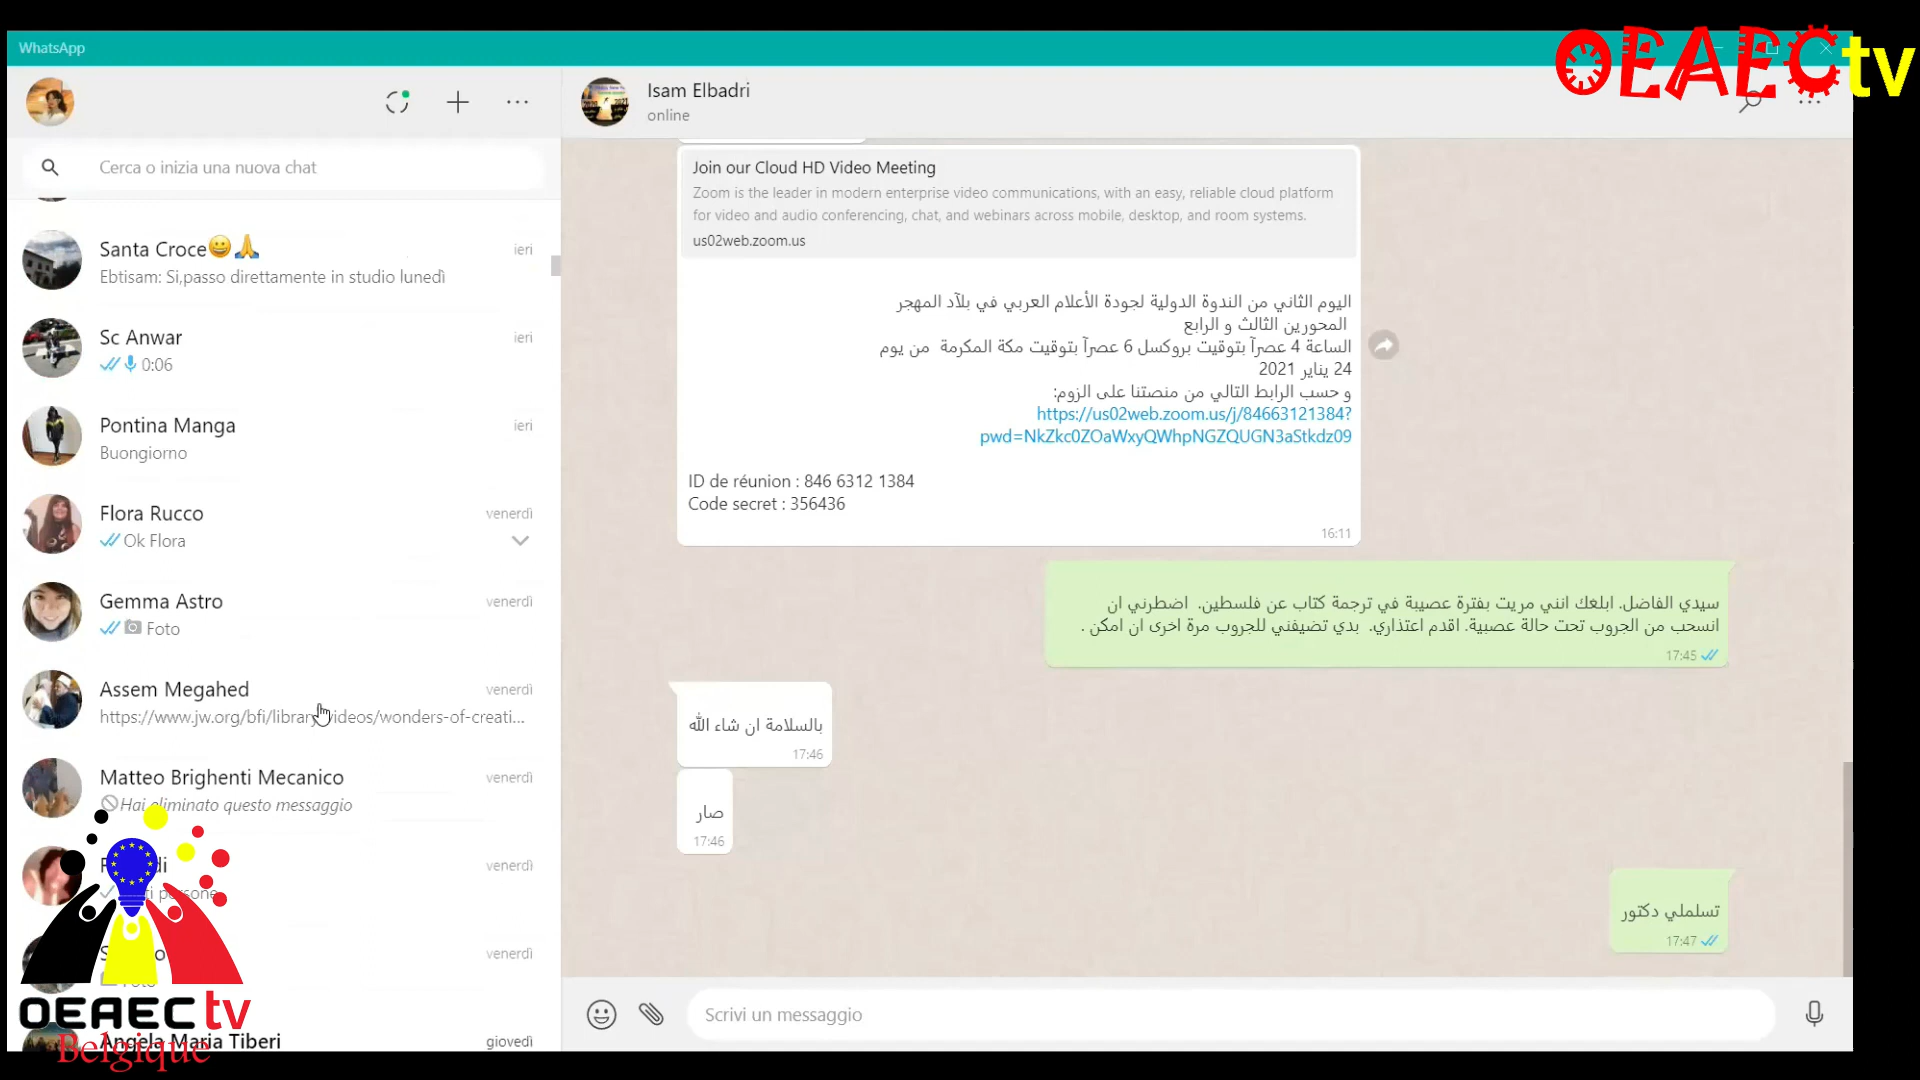 WhatsApp
OEAECtv
Cerca o inizia una nuova chat
Santa Croce😀🙏
ieri
Ebtisam: Si,passo direttamente in studio lunedì
Sc Anwar
ieri
0:06
Pontina Manga
ieri
Buongiorno
Flora Rucco
venerdì
Ok Flora
Gemma Astro
venerdì
Foto
Assem Megahed
venerdì
https://www.jw.org/bfi/library/videos/wonders-of-creati...
Matteo Brighenti Mecanico
venerdì
Hai eliminato questo messaggio
venerdì
venerdì
Angela Maria Tiberi
giovedì
OEAEC tv
Belgique
Isam Elbadri
online
Join our Cloud HD Video Meeting
Zoom is the leader in modern enterprise video communications, with an easy, reliable cloud platform
for video and audio conferencing, chat, and webinars across mobile, desktop, and room systems.
us02web.zoom.us
اليوم الثاني من الندوة الدولية لجودة الأعلام العربي في بلآد المهجر
المحورين الثالث و الرابع
الساعة 4 عصرآ بتوقيت بروكسل 6 عصرآ بتوقيت مكة المكرمة من يوم
24 يناير 2021
و حسب الرابط التالي من منصتنا على الزوم:
https://us02web.zoom.us/j/84663121384?
pwd=NkZkc0ZOaWxyQWhpNGZQUGN3aStkdz09
ID de réunion : 846 6312 1384
Code secret : 356436
16:11
سيدي الفاضل. ابلغك انني مريت بفترة عصيبة في ترجمة كتاب عن فلسطين. اضطرني ان
انسحب من الجروب تحت حالة عصبية. اقدم اعتذاري. بدي تضيفني للجروب مرة اخرى ان امكن .
17:45
بالسلامة ان شاء الله
17:46
صار
17:46
تسلملي دكتور
17:47
Scrivi un messaggio